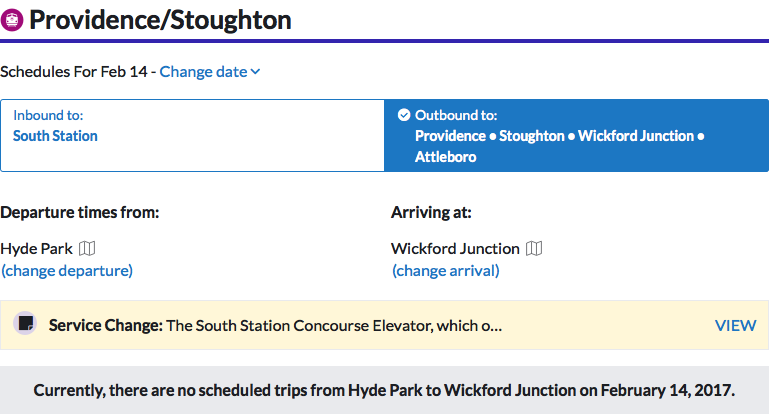 Providence/Stoughton
Schedules For Feb 14 - Change date
Inbound to:
South Station
Outbound to:
Providence • Stoughton • Wickford Junction •
Attleboro
Departure times from:
Hyde Park
(change departure)
Arriving at:
Wickford Junction
(change arrival)
Service Change: The South Station Concourse Elevator, which o...
VIEW
Currently, there are no scheduled trips from Hyde Park to Wickford Junction on February 14, 2017.